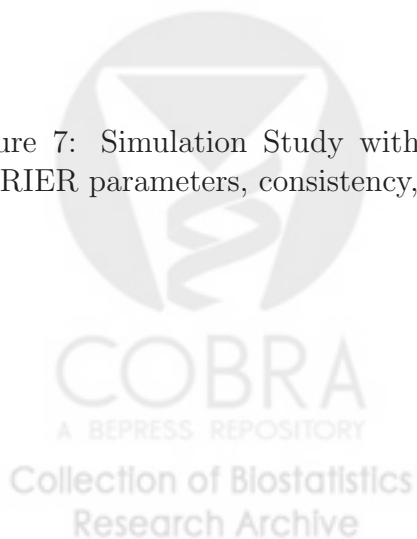 ure 7: Simulation Study with
RIER parameters, consistency,
COBRA
A BEPRESS REPOSITORY
Collection of Biostatistics
Research Archive